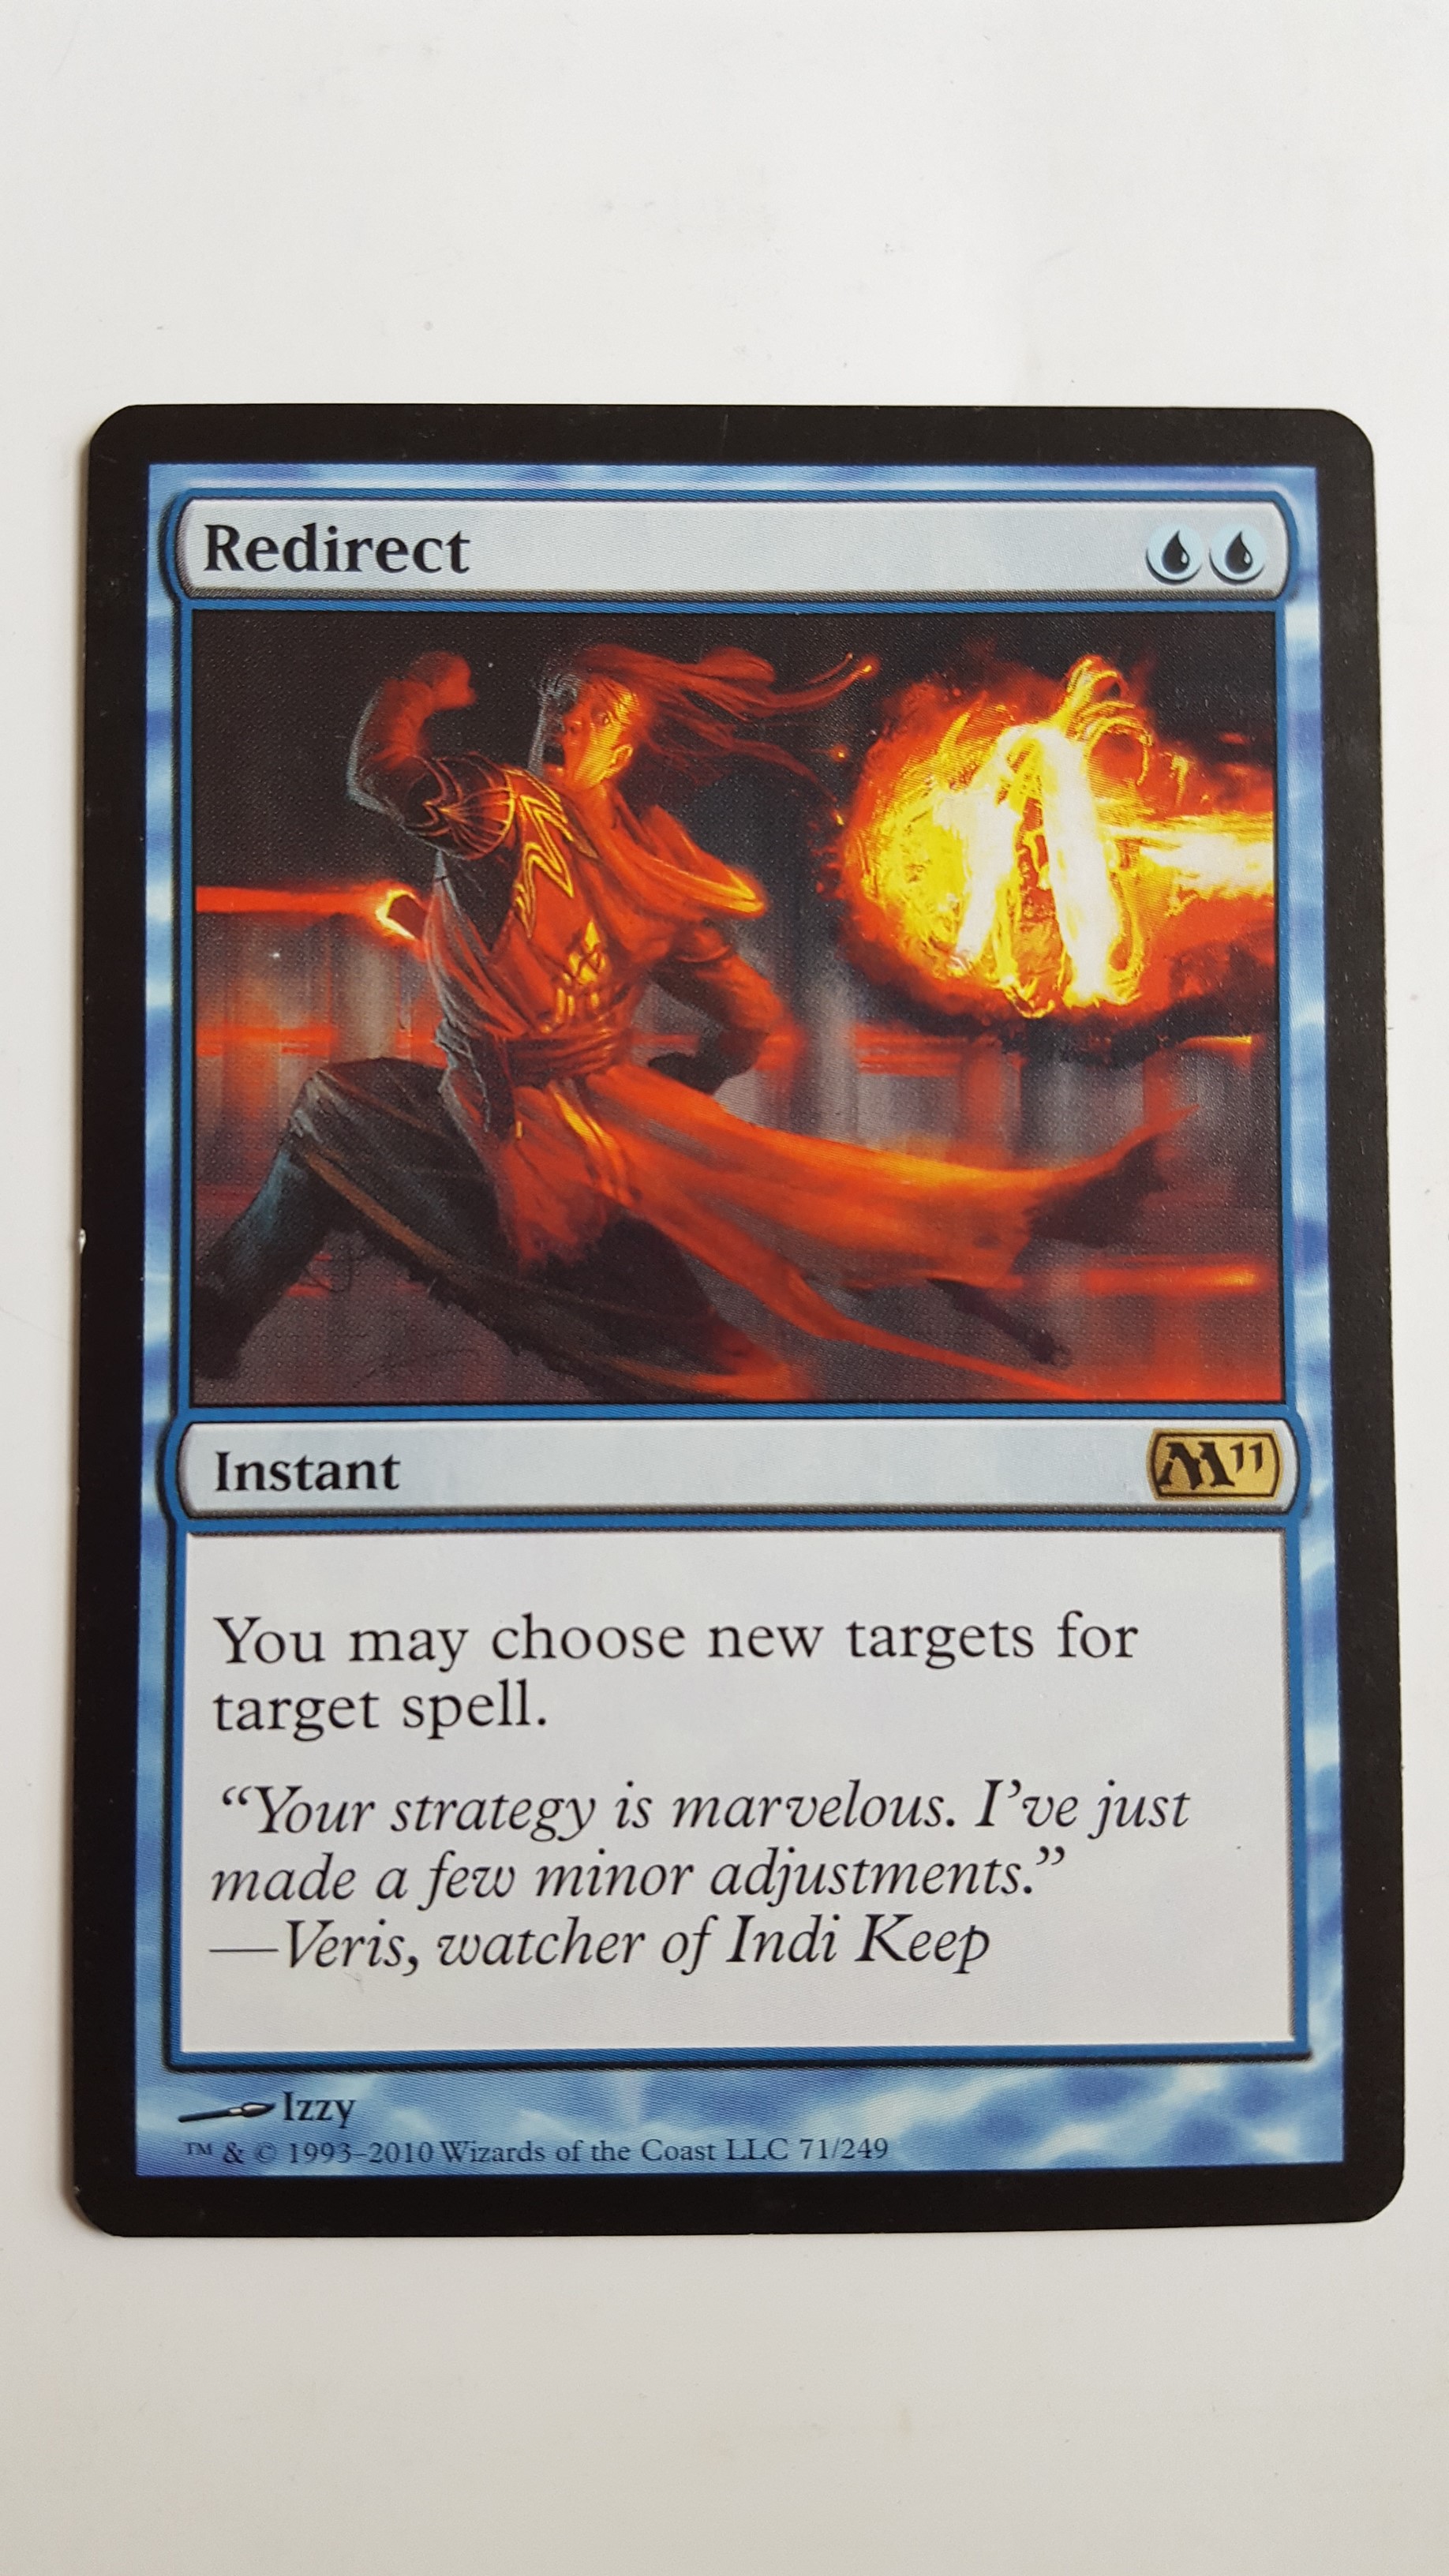 Redirect
Instant
M11
You may choose new targets for
target spell.
“Your strategy is marvelous. I’ve just
made a few minor adjustments.”
—Veris, watcher of Indi Keep
Izzy
™ & © 1993–2010 Wizards of the Coast LLC 71/249